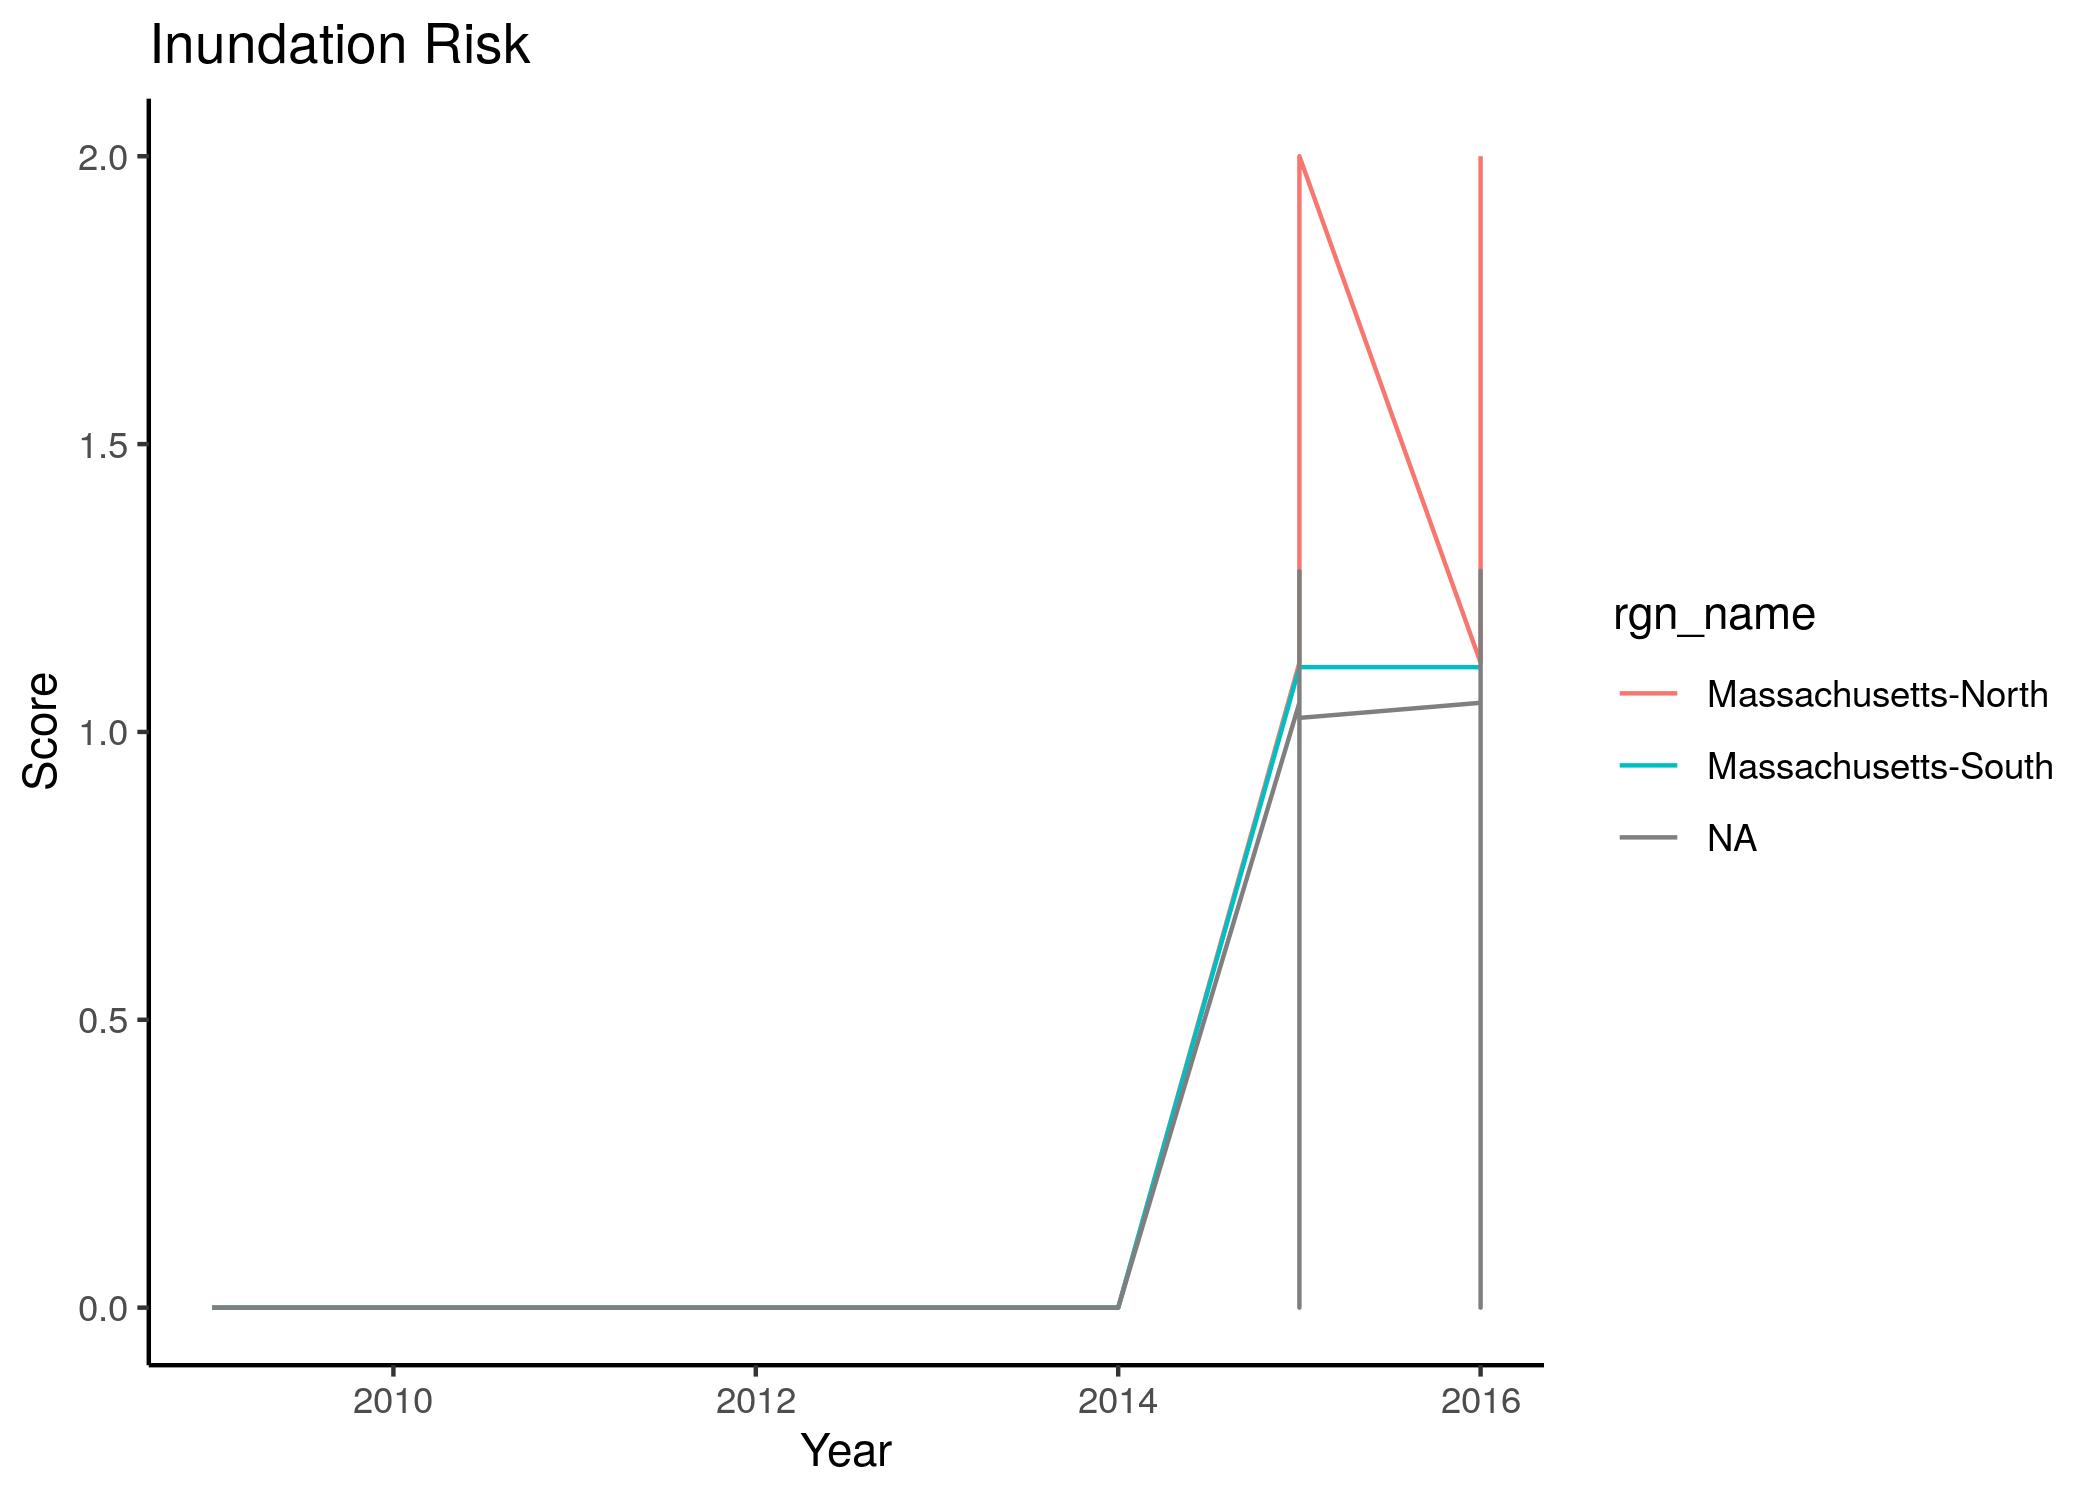 Inundation Risk
2.0
1.5
1.0
0.5
0.0
Score
2010 2012 2014 2016
Year
rgn_name
Massachusetts-North
Massachusetts-South
NA